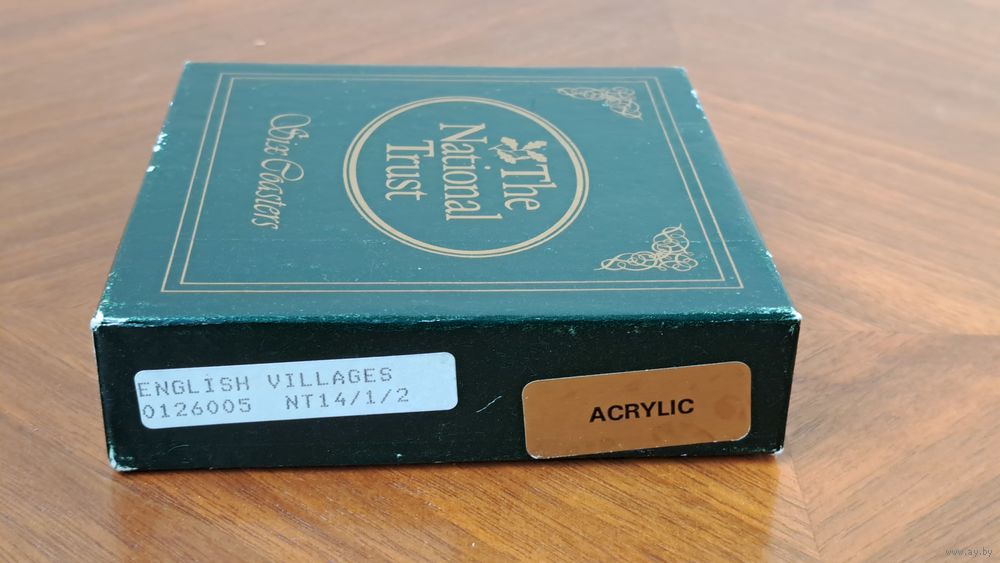 The
National
Trust
Six Coasters
ENGLISH VILLAGES
0126005 NT14/1/2
ACRYLIC
www.ay.by